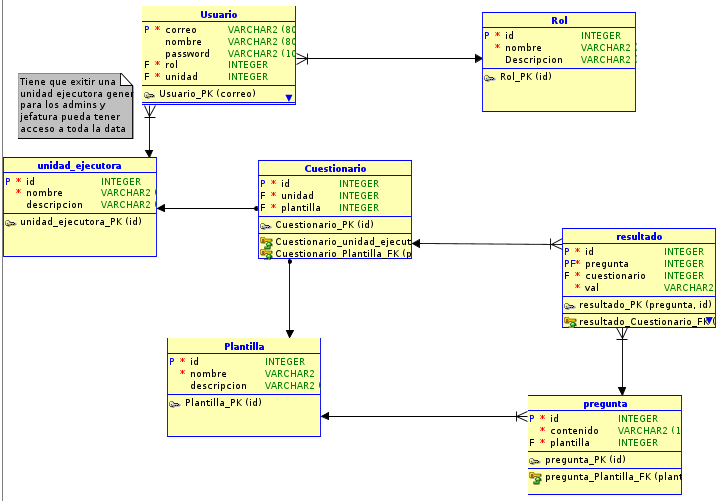 Usuario
P * correo VARCHAR2 (80
nombre VARCHAR2 (80
password VARCHAR2 (10
F * rol INTEGER
F * unidad INTEGER
Usuario_PK (correo)
Rol
P * id INTEGER
* nombre VARCHAR2
Descripcion VARCHAR2
Rol_PK (id)
Tiene que exitir una
unidad ejecutora gener
para los admins y
jefatura pueda tener
acceso a toda la data
unidad_ejecutora
P * id INTEGER
* nombre VARCHAR2 (
descripcion VARCHAR2 (
unidad_ejecutora_PK (id)
Cuestionario
P * id INTEGER
F * unidad INTEGER
F * plantilla INTEGER
Cuestionario_PK (id)
Cuestionario_unidad_ejecut
Cuestionario_Plantilla_FK (p
resultado
P * id INTEGER
PF* pregunta INTEGER
F * cuestionario INTEGER
* val VARCHAR2
resultado_PK (pregunta, id)
resultado_Cuestionario_FK (
Plantilla
P * id INTEGER
* nombre VARCHAR2
descripcion VARCHAR2 (
Plantilla_PK (id)
pregunta
P * id INTEGER
* contenido VARCHAR2 (1
F * plantilla INTEGER
pregunta_PK (id)
pregunta_Plantilla_FK (plant